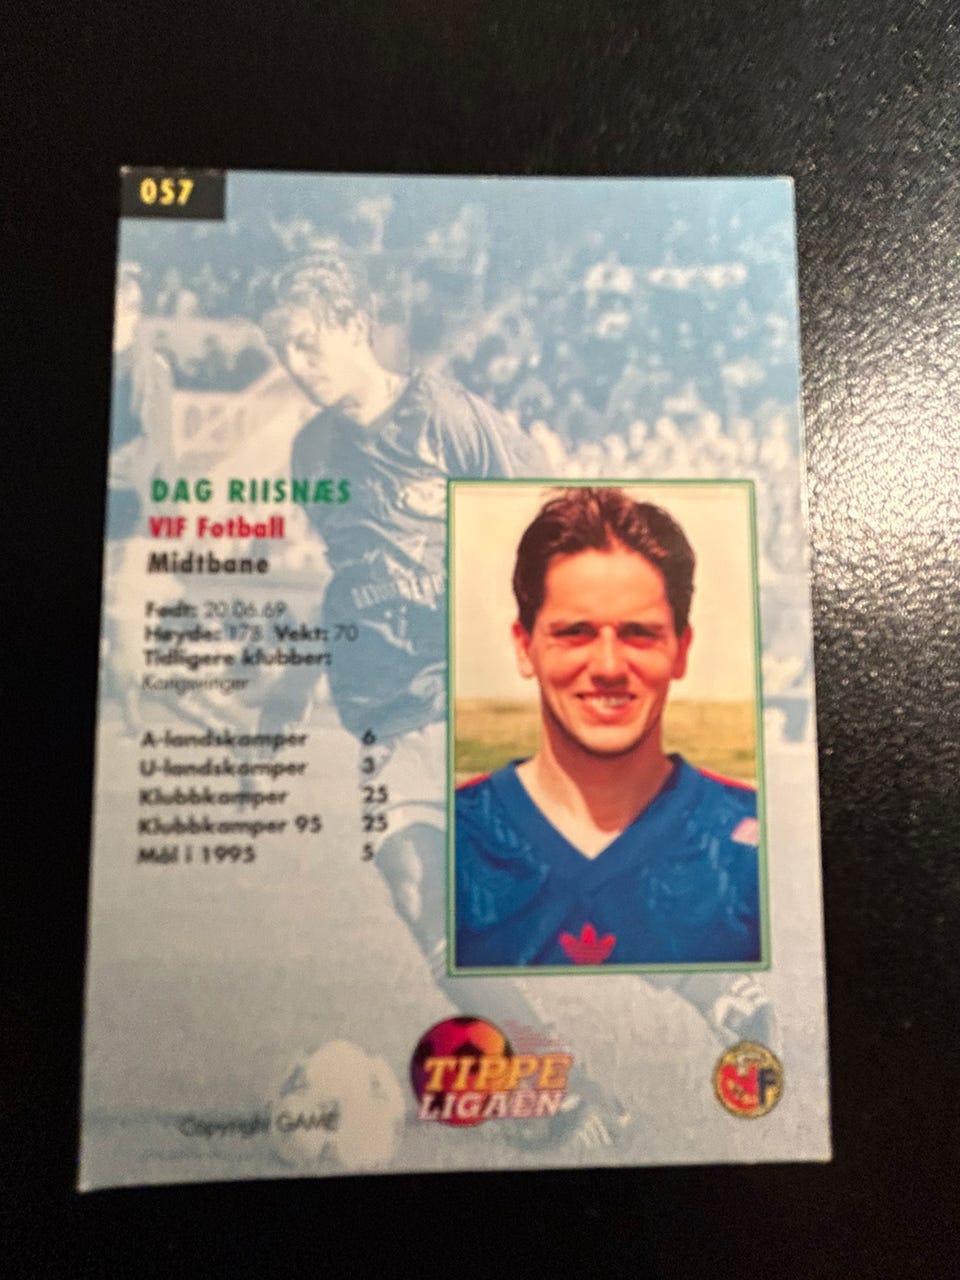 057
DAG RIISNÆS
VIF Fotball
Midtbane
Født: 20.06.69
Høyde: 178 Vekt: 70
Tidligere klubber:
Kongsvinger
A-landskamper 6
U-landskamper 3
Klubbkamper 25
Klubbkamper 95 25
Mål i 1995 5
TIPPE
LIGAEN
NFF
Copyright GAME